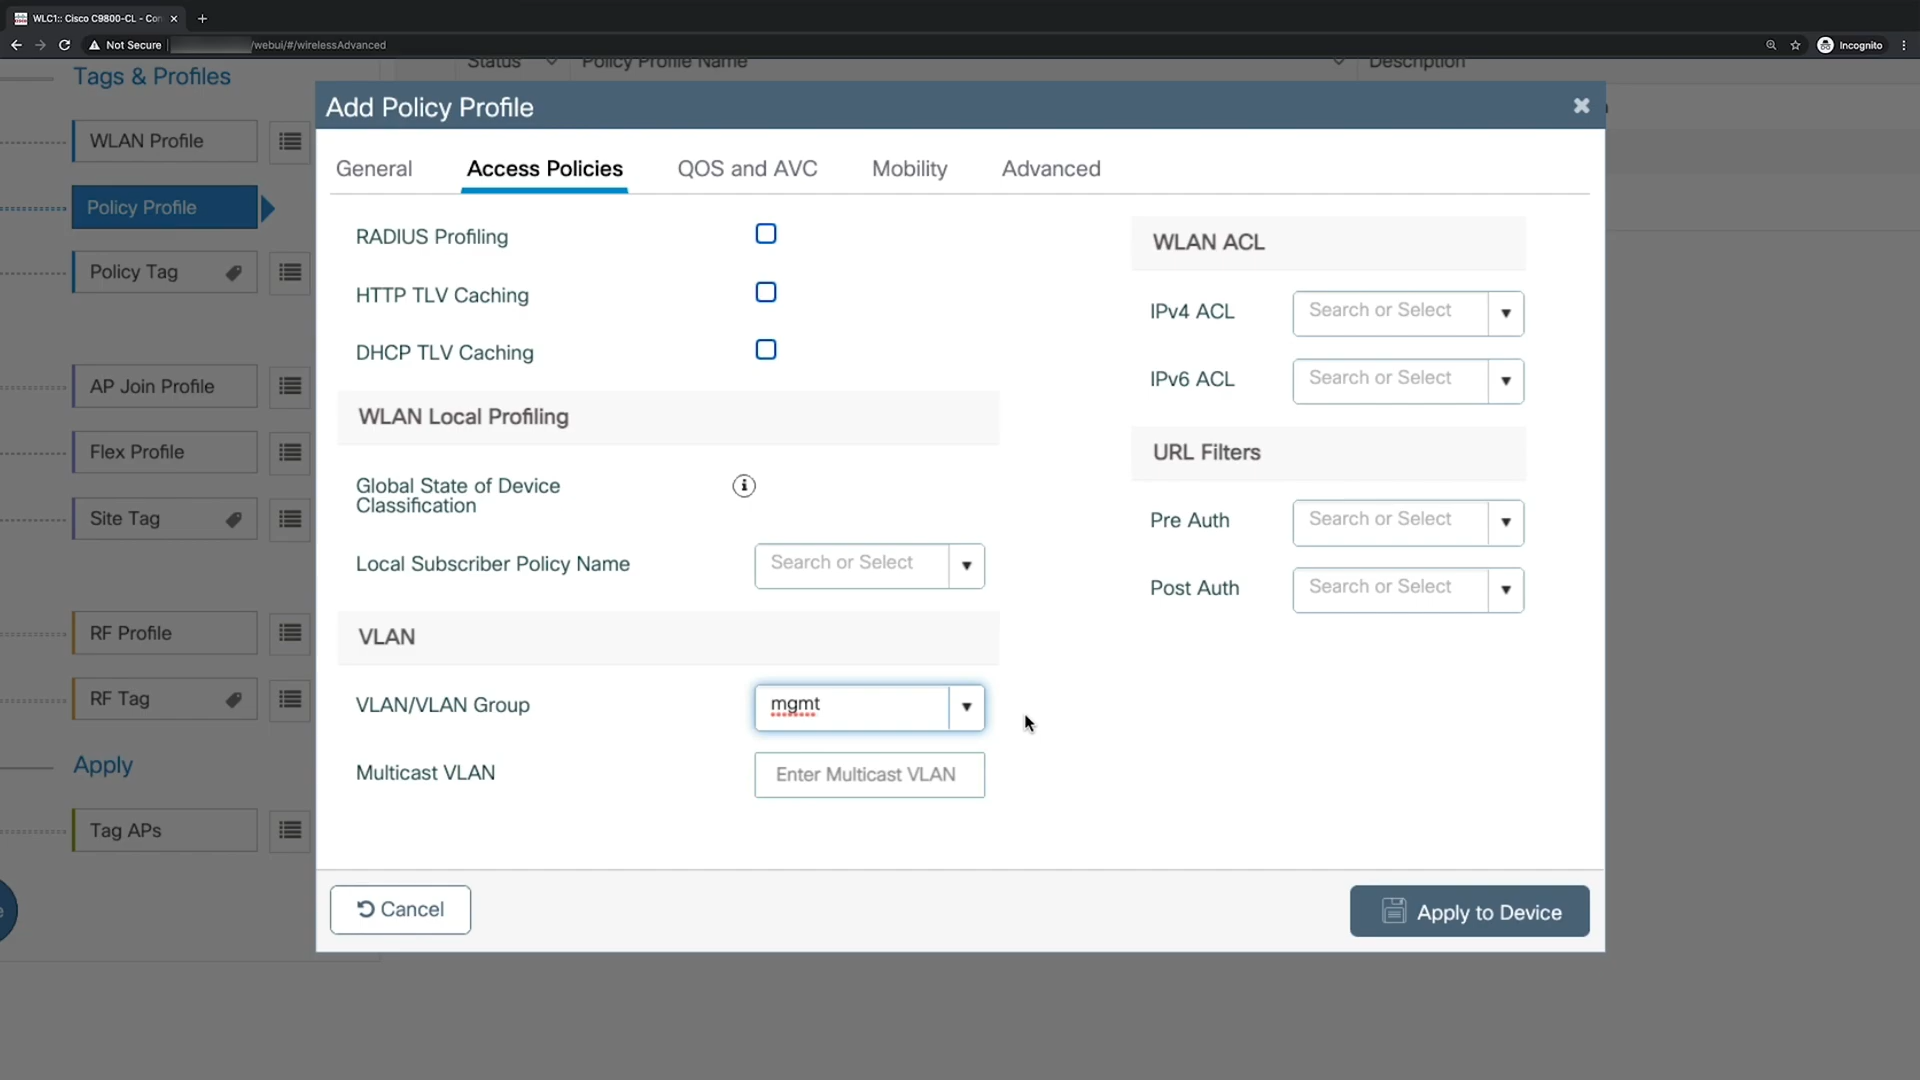 WLC1:: Cisco C9800-CL - Con
Not Secure
/webui/#/wirelessAdvanced
Incognito
Tags & Profiles
Status
Policy Profile Name
Description
WLAN Profile
Policy Profile
Policy Tag
AP Join Profile
Flex Profile
Site Tag
RF Profile
RF Tag
Apply
Tag APs
Add Policy Profile
General
Access Policies
QOS and AVC
Mobility
Advanced
RADIUS Profiling
HTTP TLV Caching
DHCP TLV Caching
WLAN Local Profiling
Global State of Device
Classification
Local Subscriber Policy Name
Search or Select
VLAN
VLAN/VLAN Group
mgmt
Multicast VLAN
Enter Multicast VLAN
WLAN ACL
IPv4 ACL
Search or Select
IPv6 ACL
Search or Select
URL Filters
Pre Auth
Search or Select
Post Auth
Search or Select
Cancel
Apply to Device